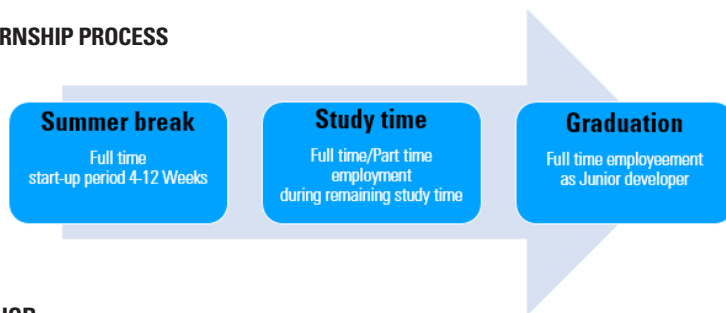 RNSHIP PROCESS
Summer break
Full time
start-up period 4-12 Weeks
Study time
Full time/Part time
employment
during remaining study time
Graduation
Full time employeement
as Junior developer